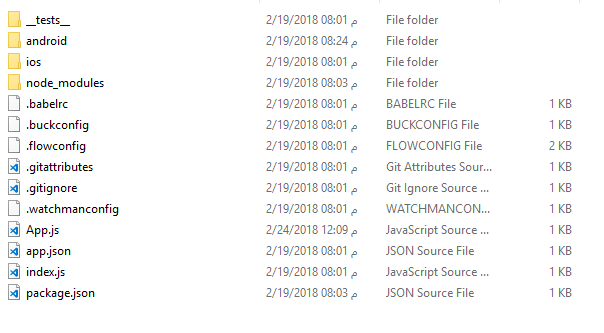 __tests__ 2/19/2018 08:01 م File folder
android 2/19/2018 08:24 م File folder
ios 2/19/2018 08:01 م File folder
node_modules 2/19/2018 08:03 م File folder
.babelrc 2/19/2018 08:01 م BABELRC File 1 KB
.buckconfig 2/19/2018 08:01 م BUCKCONFIG File 1 KB
.flowconfig 2/19/2018 08:01 م FLOWCONFIG File 2 KB
.gitattributes 2/19/2018 08:01 م Git Attributes Sour... 1 KB
.gitignore 2/19/2018 08:01 م Git Ignore Source ... 1 KB
.watchmanconfig 2/19/2018 08:01 م WATCHMANCON... 1 KB
App.js 2/24/2018 12:09 م JavaScript Source ... 1 KB
app.json 2/19/2018 08:01 م JSON Source File 1 KB
index.js 2/19/2018 08:01 م JavaScript Source ... 1 KB
package.json 2/19/2018 08:03 م JSON Source File 1 KB